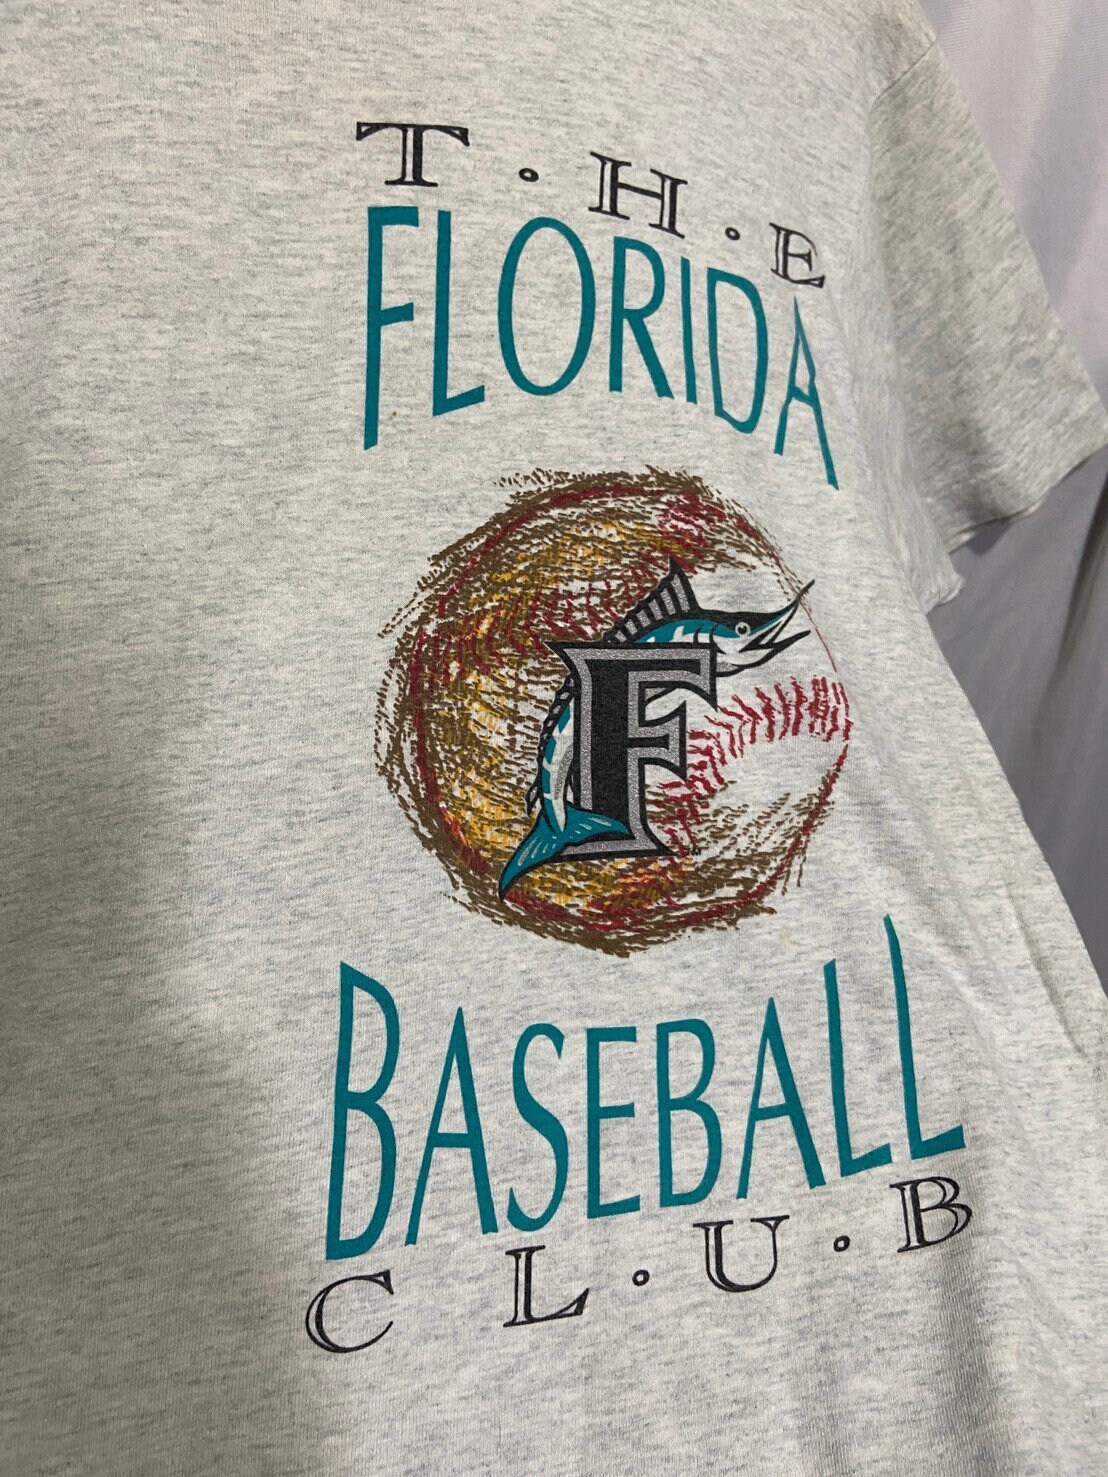 T·H·E
FLORIDA
F
BASEBALL
C L·U·B